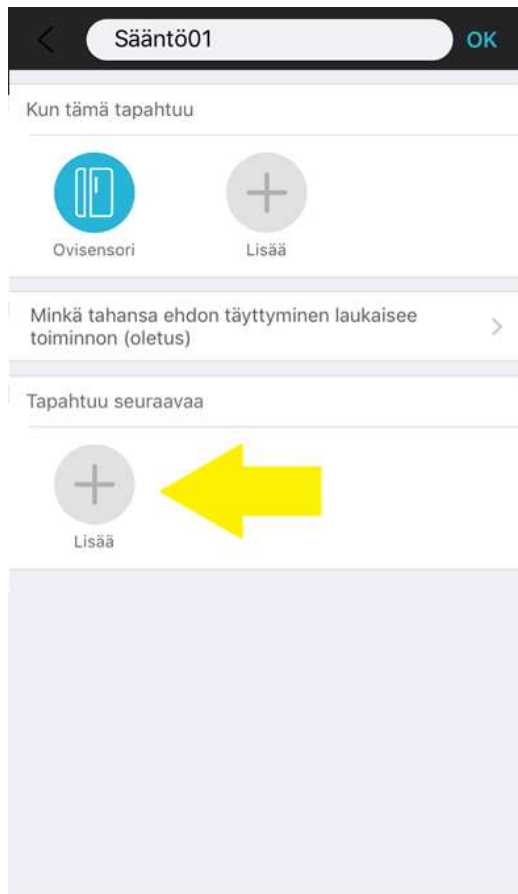 Sääntö01 OK
Kun tämä tapahtuu
Ovisensori Lisää
Minkä tahansa ehdon täyttyminen laukaisee
toiminnon (oletus)
Tapahtuu seuraavaa
Lisää